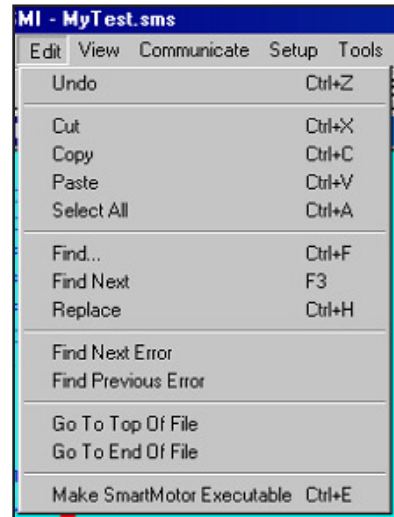 MI - MyTest.sms
Edit View Communicate Setup Tools
Undo Ctrl+Z
Cut Ctrl+X
Copy Ctrl+C
Paste Ctrl+V
Select All Ctrl+A
Find... Ctrl+F
Find Next F3
Replace Ctrl+H
Find Next Error
Find Previous Error
Go To Top Of File
Go To End Of File
Make SmartMotor Executable Ctrl+E